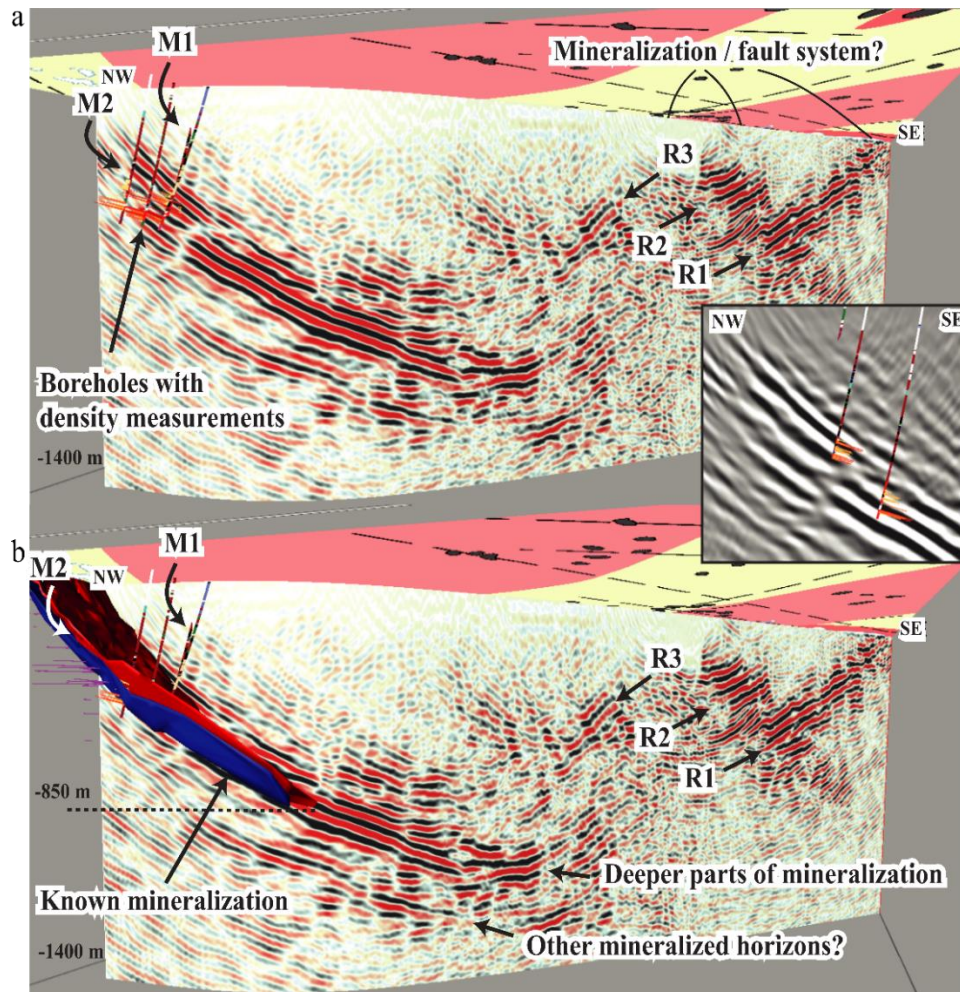 a
M1
Mineralization / fault system?
NW
M2
SE
R3
R2
R1
NW
SE
Boreholes with
density measurements
-1400 m
b
M1
M2
NW
SE
R3
R2
R1
-850 m
Known mineralization
Deeper parts of mineralization
Other mineralized horizons?
-1400 m